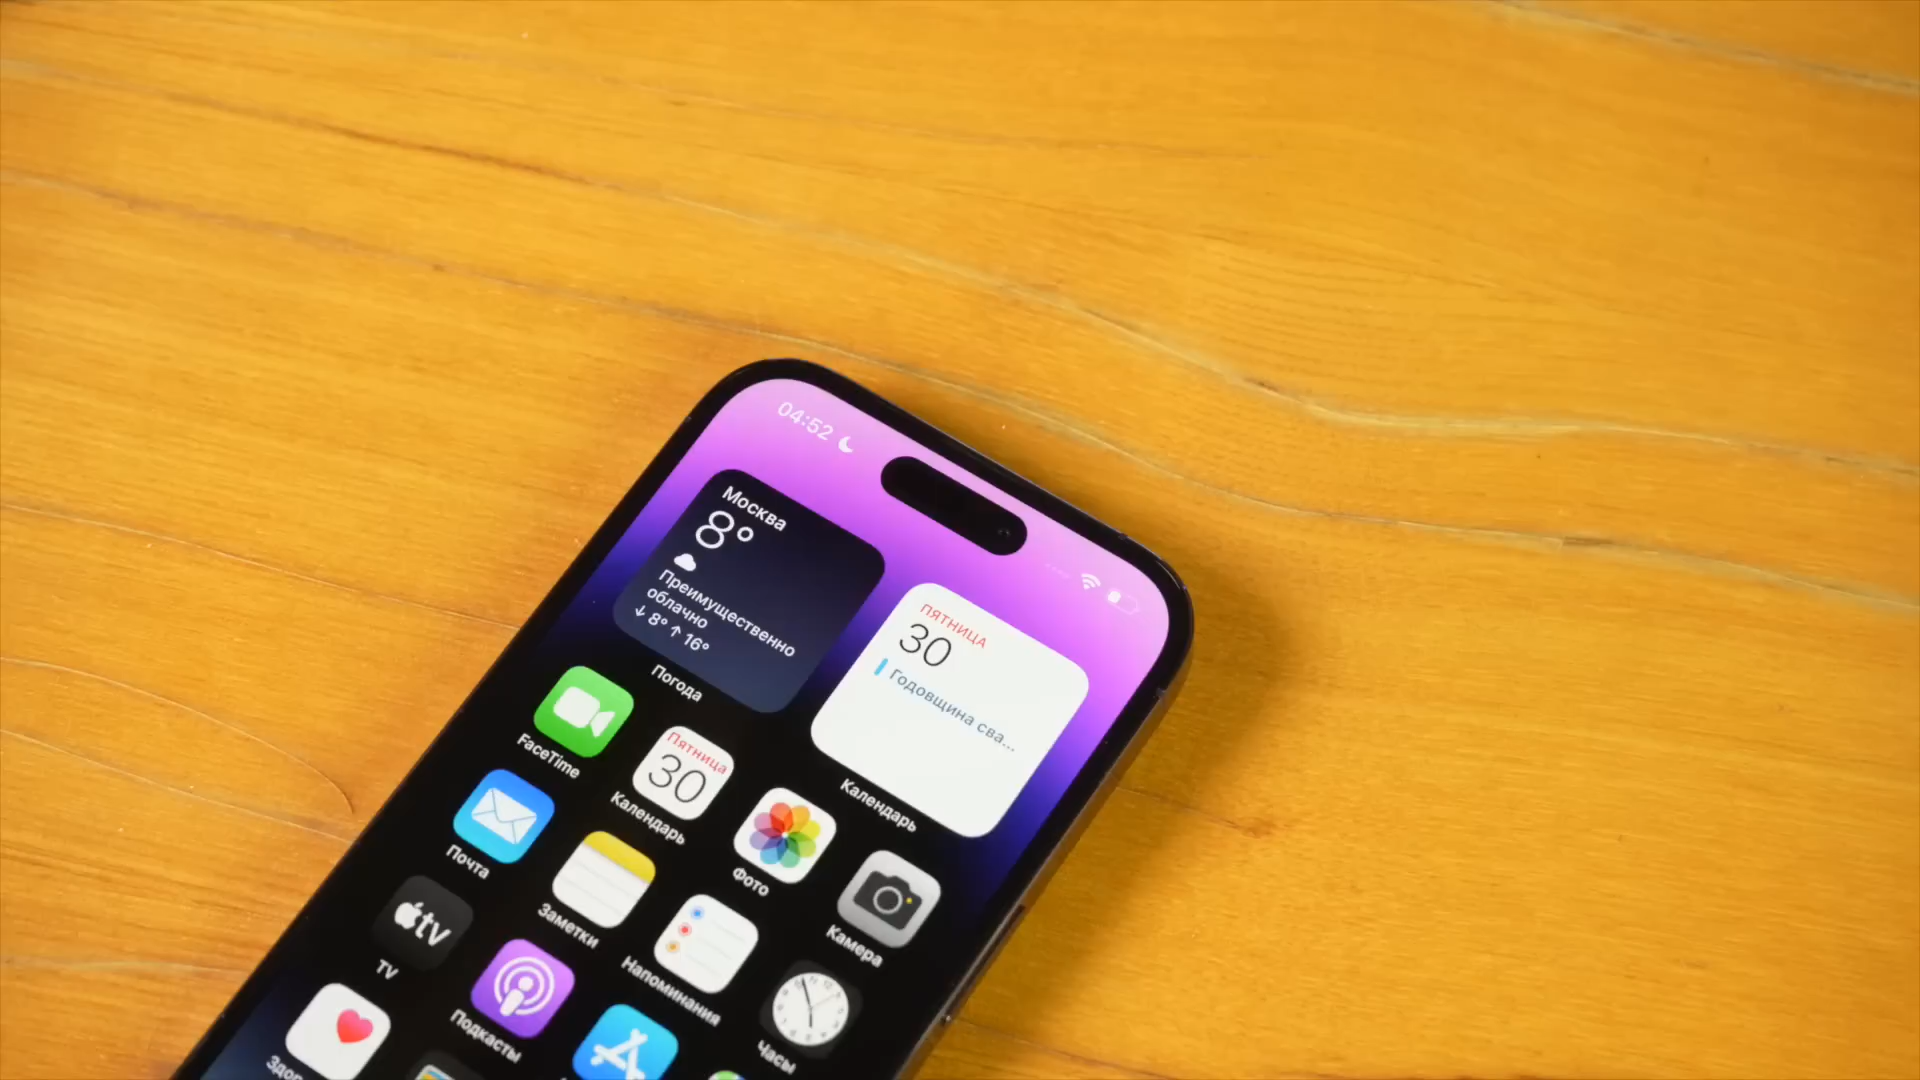 04:52
Москва
8°
Преимущественно
облачно
↓ 8° ↑ 16°
Погода
ПЯТНИЦА
30
Годовщина сва...
Календарь
FaceTime
Пятница
30
Календарь
Фото
Камера
Почта
Заметки
Напоминания
Часы
tv
TV
Подкасты